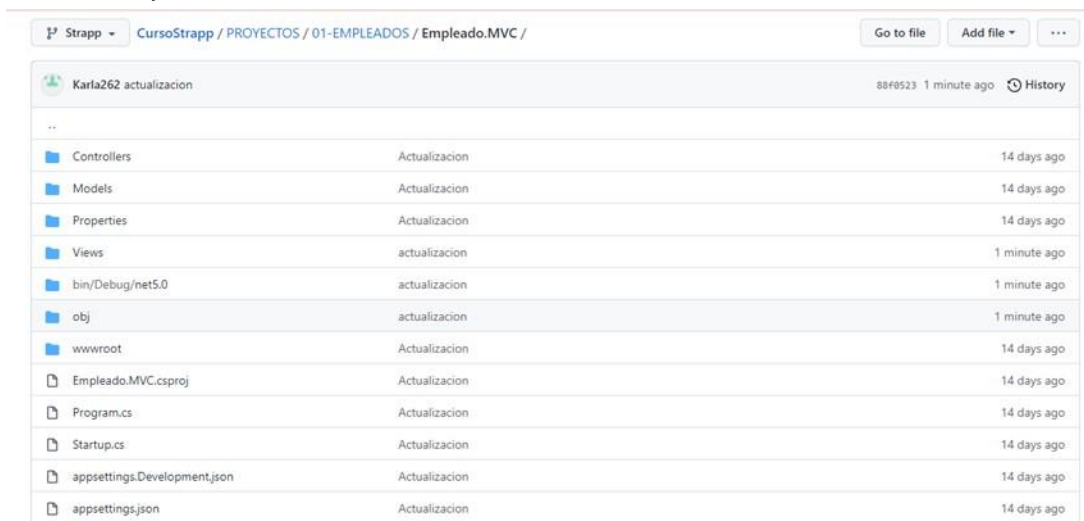 Strapp CursoStrapp / PROYECTOS / 01-EMPLEADOS / Empleado.MVC / Go to file Add file ...
Karla262 actualizacion 88f0523 1 minute ago History
..
Controllers Actualizacion 14 days ago
Models Actualizacion 14 days ago
Properties Actualizacion 14 days ago
Views actualizacion 1 minute ago
bin/Debug/net5.0 actualizacion 1 minute ago
obj actualizacion 1 minute ago
wwwroot Actualizacion 14 days ago
Empleado.MVC.csproj Actualizacion 14 days ago
Program.cs Actualizacion 14 days ago
Startup.cs Actualizacion 14 days ago
appsettings.Development.json Actualizacion 14 days ago
appsettings.json Actualizacion 14 days ago